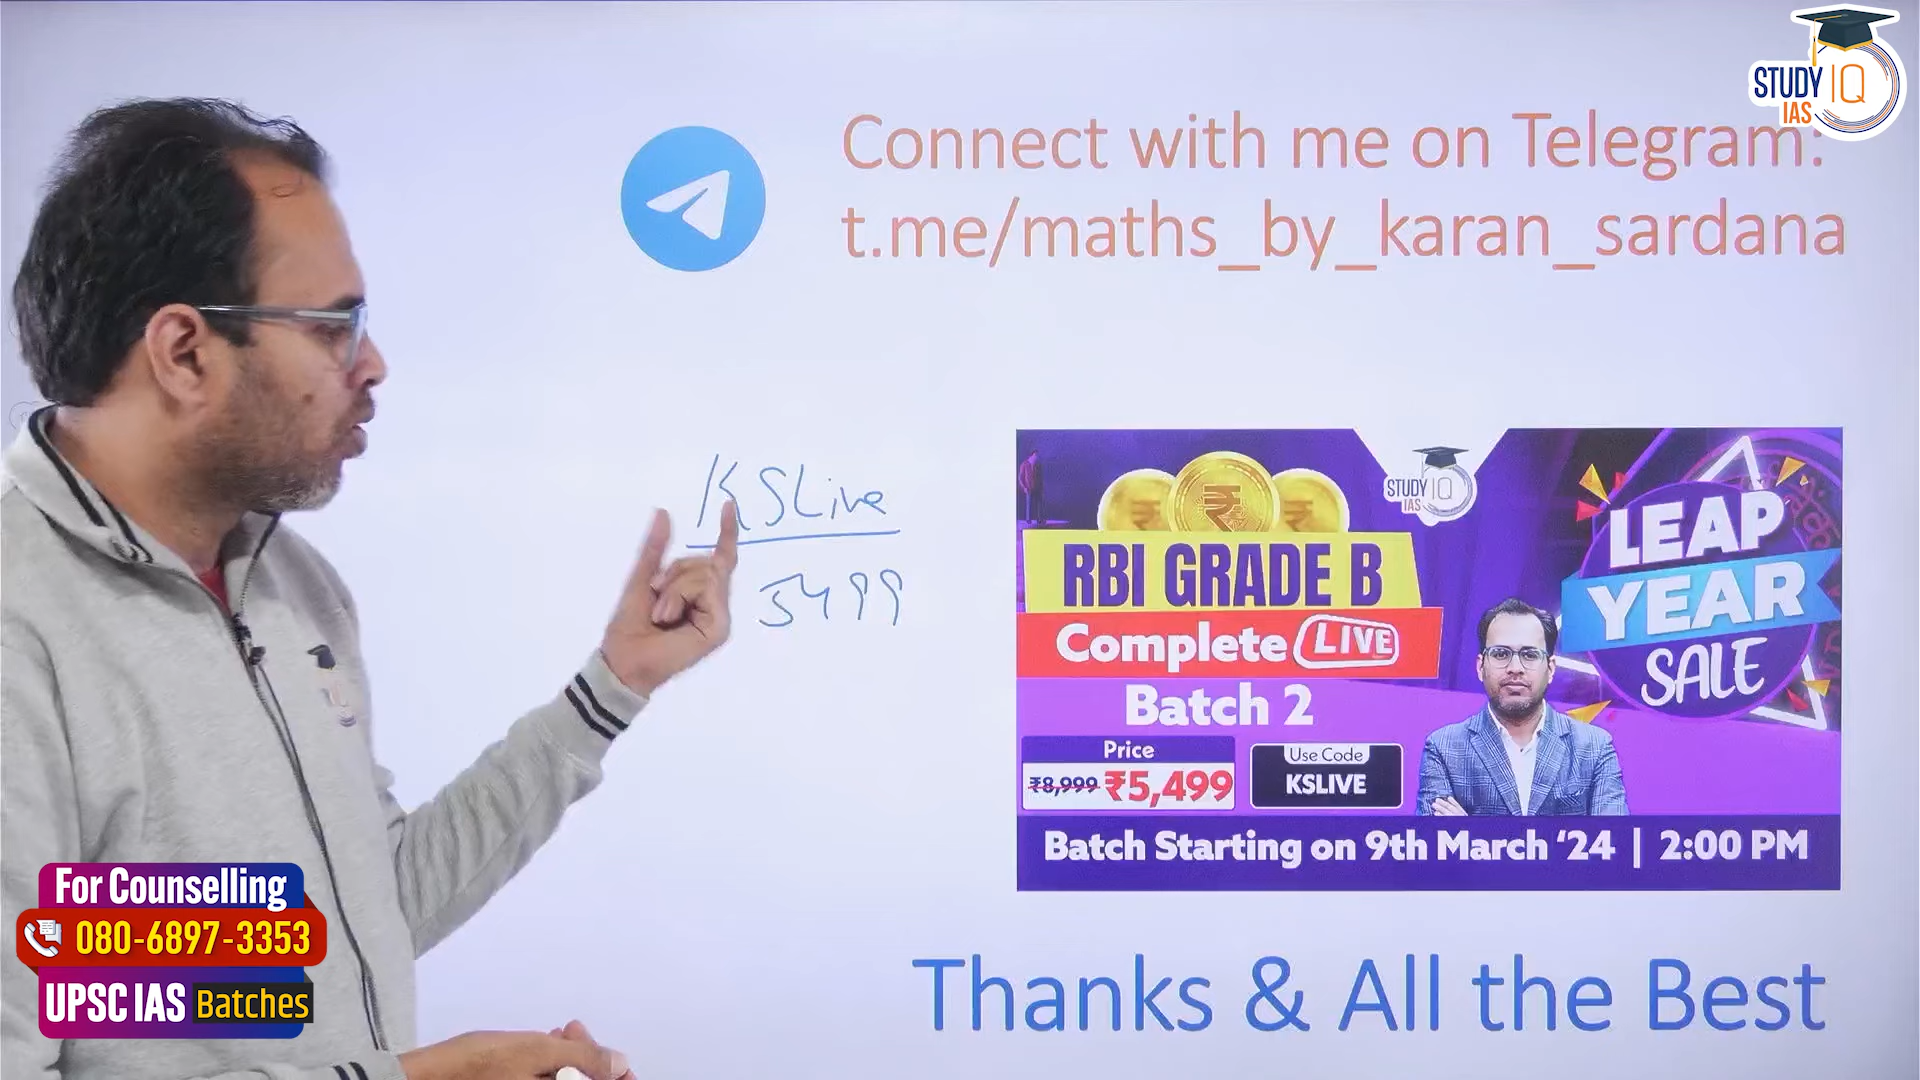 STUDY IQ
IAS
Connect with me on Telegram:
t.me/maths_by_karan_sardana
KSLive
5499
STUDY IQ
IAS
RBI GRADE B
Complete LIVE
Batch 2
Price
₹8,999 ₹5,499
Use Code
KSLIVE
LEAP
YEAR
SALE
Batch Starting on 9th March ‘24 | 2:00 PM
For Counselling
080-6897-3353
UPSC IAS Batches
Thanks & All the Best